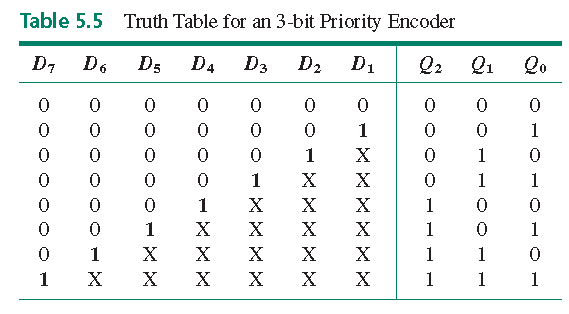 Table 5.5 Truth Table for an 3-bit Priority Encoder
D7 D6 D5 D4 D3 D2 D1 Q2 Q1 Q0
0 0 0 0 0 0 0 0 0 0
0 0 0 0 0 0 1 0 0 1
0 0 0 0 0 1 X 0 1 0
0 0 0 0 1 X X 0 1 1
0 0 0 1 X X X 1 0 0
0 0 1 X X X X 1 0 1
0 1 X X X X X 1 1 0
1 X X X X X X 1 1 1